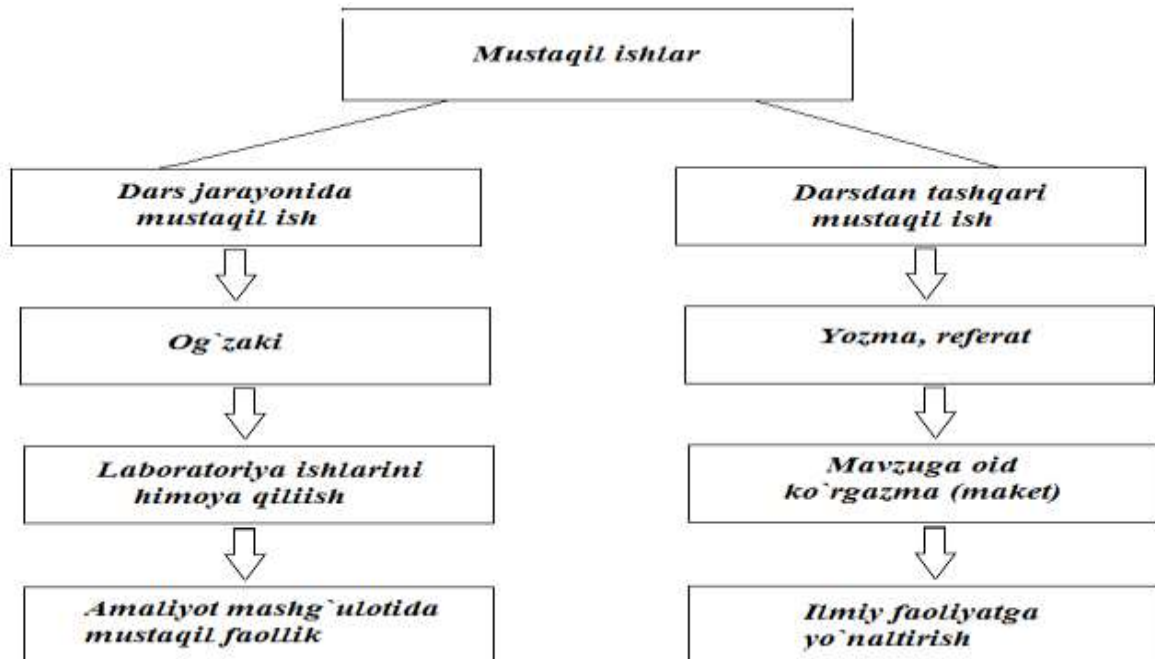 Mustaqil ishlar
Dars jarayonida
mustaqil ish
Darsdan tashqari
mustaqil ish
Og`zaki
Yozma, referat
Laboratoriya ishlarini
himoya qiliish
Mavzuga oid
ko`rgazma (maket)
Amaliyot mashg`ulotida
mustaqil faollik
Ilmiy faoliyatga
yo`naltirish